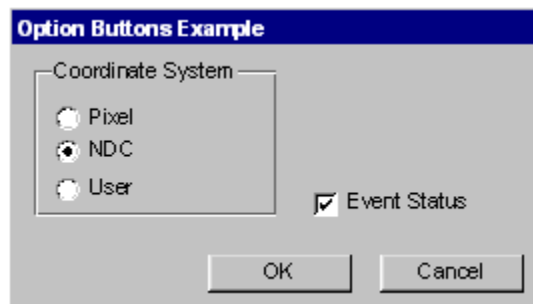 Option Buttons Example
Coordinate System
Pixel
NDC
User
Event Status
OK
Cancel